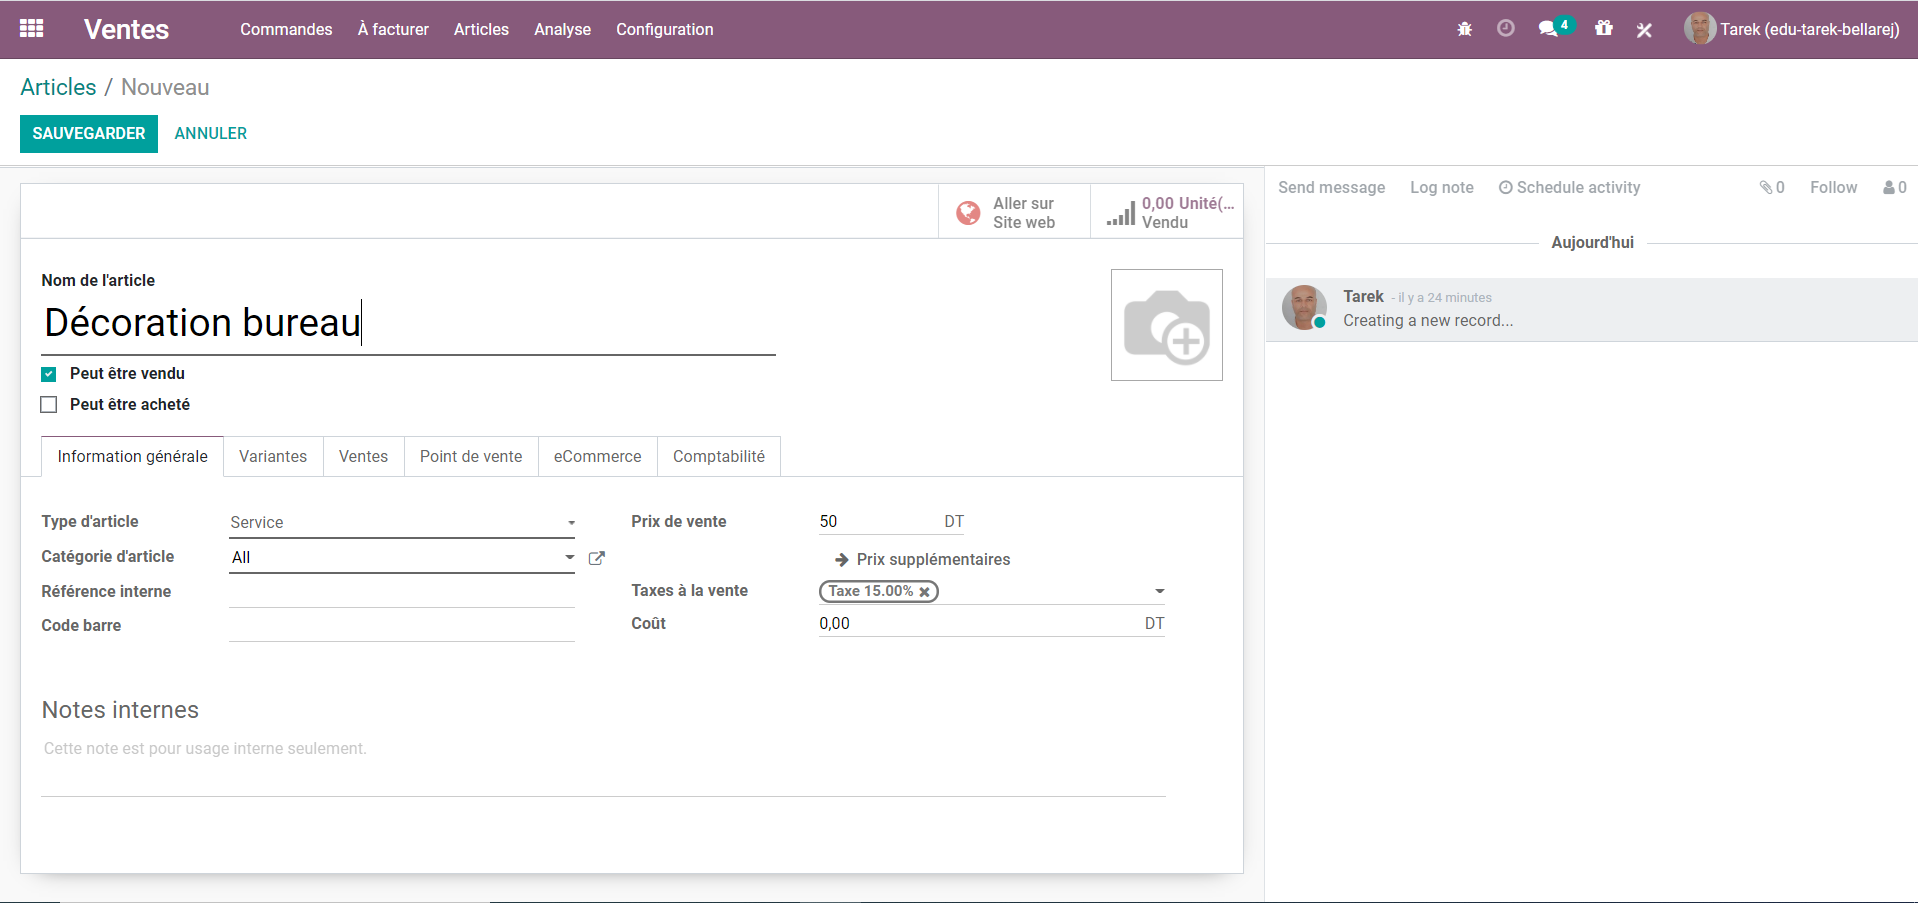 Ventes Commandes À facturer Articles Analyse Configuration 4 Tarek (edu-tarek-bellarej)
Articles / Nouveau
SAUVEGARDER ANNULER
Aller sur
Site web
0,00 Unité(...
Vendu
Nom de l'article
Décoration bureau
Peut être vendu
Peut être acheté
Information générale Variantes Ventes Point de vente eCommerce Comptabilité
Type d'article Service
Catégorie d'article All
Référence interne
Code barre
Prix de vente 50 DT
Prix supplémentaires
Taxes à la vente Taxe 15.00%
Coût 0,00 DT
Notes internes
Cette note est pour usage interne seulement.
Send message Log note Schedule activity 0 Follow 0
Aujourd'hui
Tarek - il y a 24 minutes
Creating a new record...